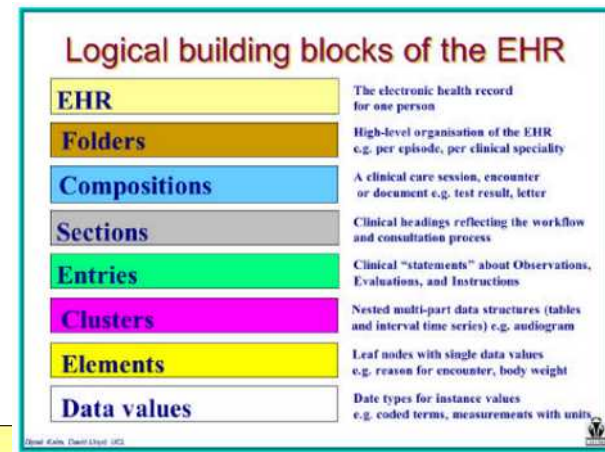 Logical building blocks of the EHR
EHR
The electronic health record
for one person
Folders
High-level organisation of the EHR
e.g. per episode, per clinical speciality
Compositions
A clinical care session, encounter
or document e.g. test result, letter
Sections
Clinical headings reflecting the workflow
and consultation process
Entries
Clinical “statements” about Observations,
Evaluations, and Instructions
Clusters
Nested multi-part data structures (tables
and interval time series) e.g. audiogram
Elements
Leaf nodes with single data values
e.g. reason for encounter, body weight
Data values
Date types for instance values
e.g. coded terms, measurements with units
Kalra, David Lloyd UCL